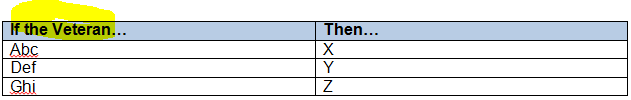 If the Veteran… Then…
Abc X
Def Y
Ghi Z